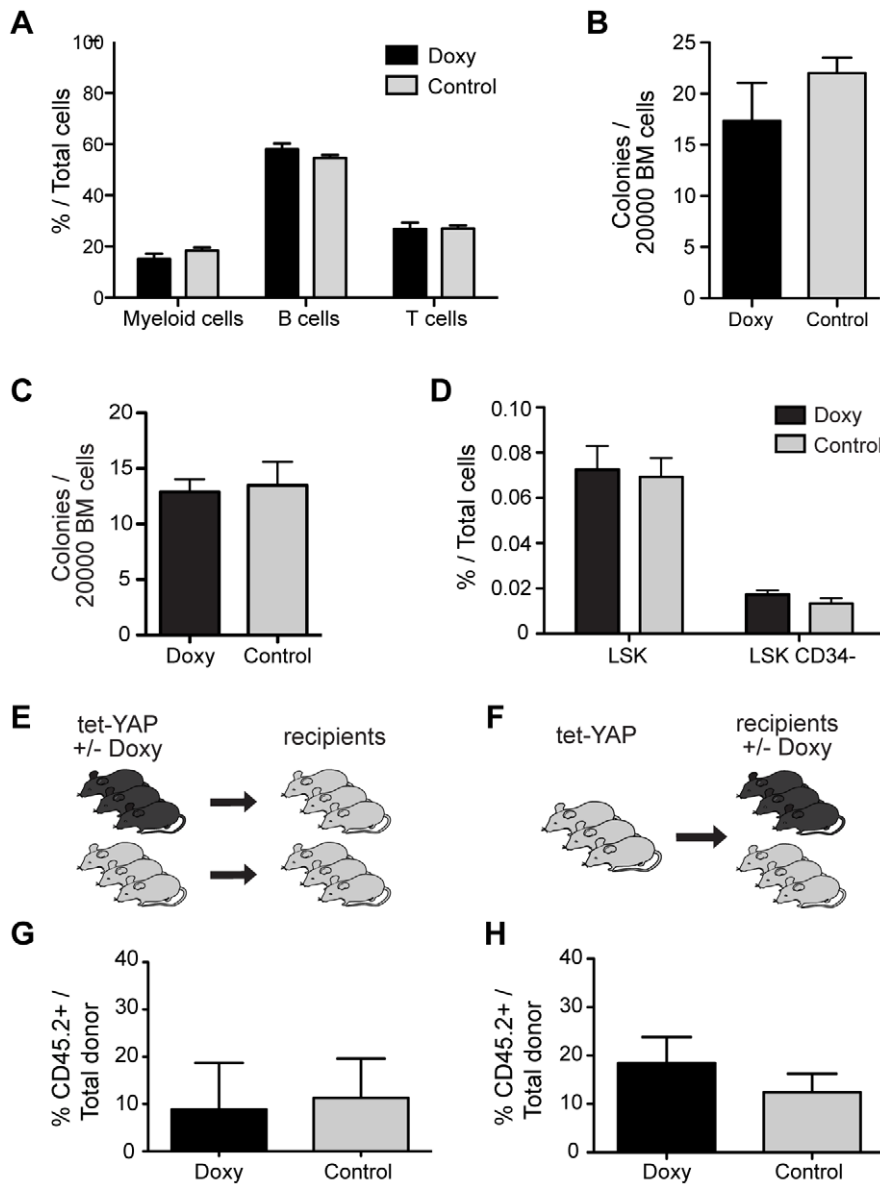 A
100
80
60
40
20
0
% / Total cells
Doxy
Control
Myeloid cells
B cells
T cells
B
25
20
15
10
5
0
Colonies /
20000 BM cells
Doxy
Control
C
20
15
10
5
0
Colonies /
20000 BM cells
Doxy
Control
D
0.10
0.08
0.06
0.04
0.02
0
% / Total cells
Doxy
Control
LSK
LSK CD34-
E
tet-YAP
+/- Doxy
recipients
F
tet-YAP
recipients
+/- Doxy
G
40
30
20
10
0
% CD45.2+ /
Total donor
Doxy
Control
H
40
30
20
10
0
% CD45.2+ /
Total donor
Doxy
Control